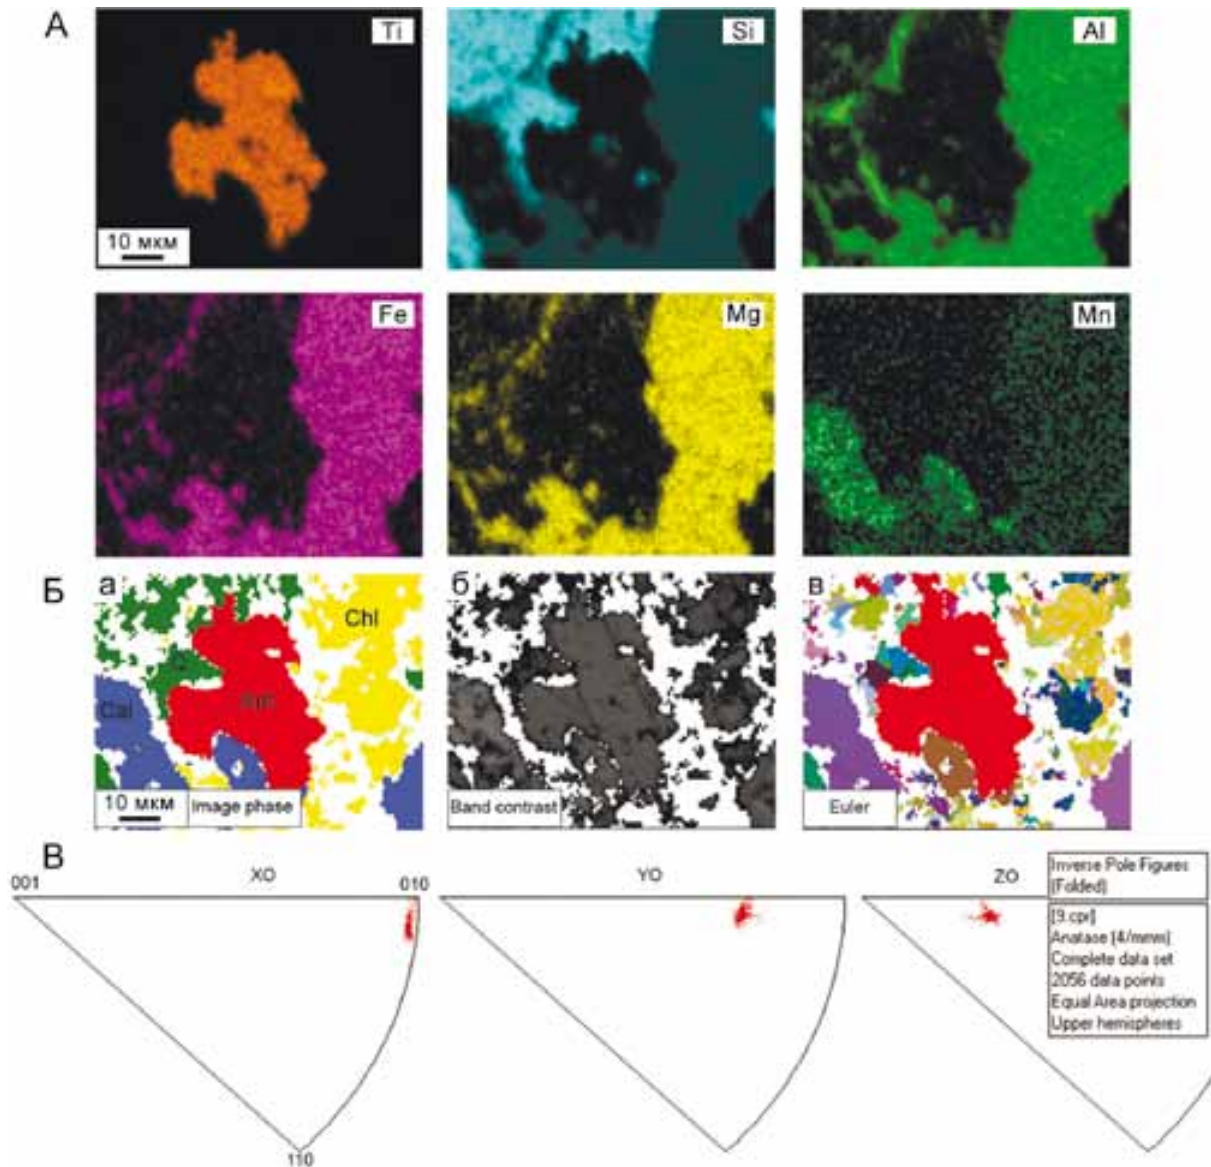 А
Ti
Si
Al
10 мкм
Fe
Mg
Mn
Б
а
б
в
Chl
Cal
10 мкм
Image phase
Band contrast
Euler
В
001
XO
010
YO
ZO
110
Inverse Pole Figures
(Folded)
[9.cpr]
Anatase [4/mmm]
Complete data set
2056 data points
Equal Area projection
Upper hemispheres